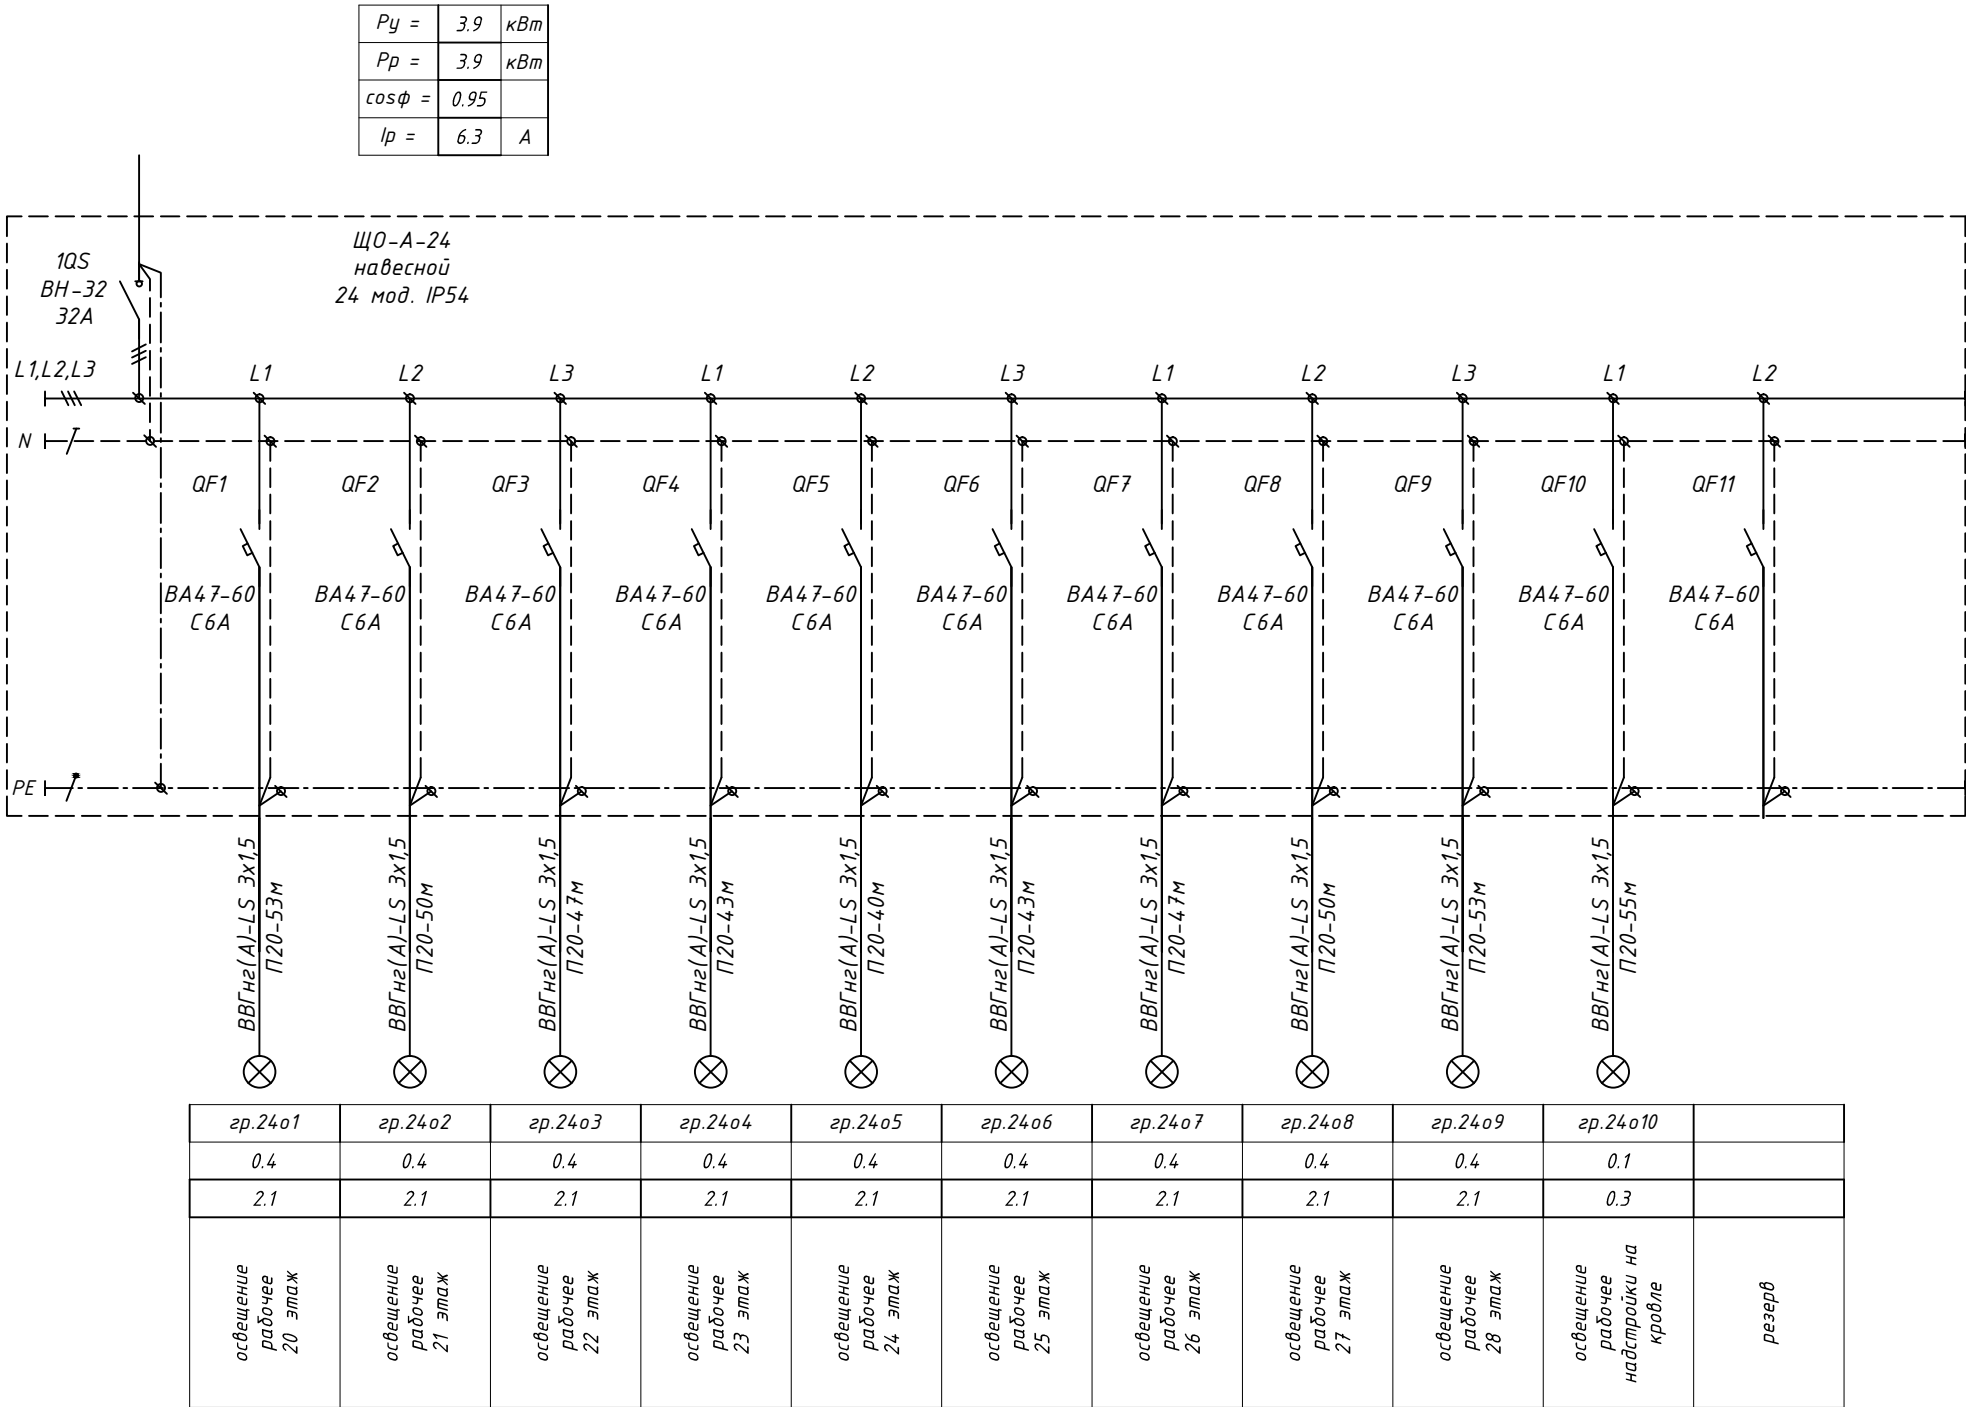 Ру = 3.9 кВт
Рр = 3.9 кВт
cosφ = 0.95
Iр = 6.3 А
ЩО-А-24
навесной
24 мод. IP54
1QS
ВН-32
32А
L1,L2,L3
L1 L2 L3 L1 L2 L3 L1 L2 L3 L1 L2
N
QF1 QF2 QF3 QF4 QF5 QF6 QF7 QF8 QF9 QF10 QF11
ВА47-60 ВА47-60 ВА47-60 ВА47-60 ВА47-60 ВА47-60 ВА47-60 ВА47-60 ВА47-60 ВА47-60 ВА47-60
С6А С6А С6А С6А С6А С6А С6А С6А С6А С6А С6А
PE
ВВГнг(А)-LS 3х1,5
П20-53м
ВВГнг(А)-LS 3х1,5
П20-50м
ВВГнг(А)-LS 3х1,5
П20-47м
ВВГнг(А)-LS 3х1,5
П20-43м
ВВГнг(А)-LS 3х1,5
П20-40м
ВВГнг(А)-LS 3х1,5
П20-43м
ВВГнг(А)-LS 3х1,5
П20-47м
ВВГнг(А)-LS 3х1,5
П20-50м
ВВГнг(А)-LS 3х1,5
П20-53м
ВВГнг(А)-LS 3х1,5
П20-55м
гр.24о1 гр.24о2 гр.24о3 гр.24о4 гр.24о5 гр.24о6 гр.24о7 гр.24о8 гр.24о9 гр.24о10
0.4 0.4 0.4 0.4 0.4 0.4 0.4 0.4 0.4 0.1
2.1 2.1 2.1 2.1 2.1 2.1 2.1 2.1 2.1 0.3
освещение
рабочее
20 этаж
освещение
рабочее
21 этаж
освещение
рабочее
22 этаж
освещение
рабочее
23 этаж
освещение
рабочее
24 этаж
освещение
рабочее
25 этаж
освещение
рабочее
26 этаж
освещение
рабочее
27 этаж
освещение
рабочее
28 этаж
освещение
рабочее
надстройки на
кровле
резерв